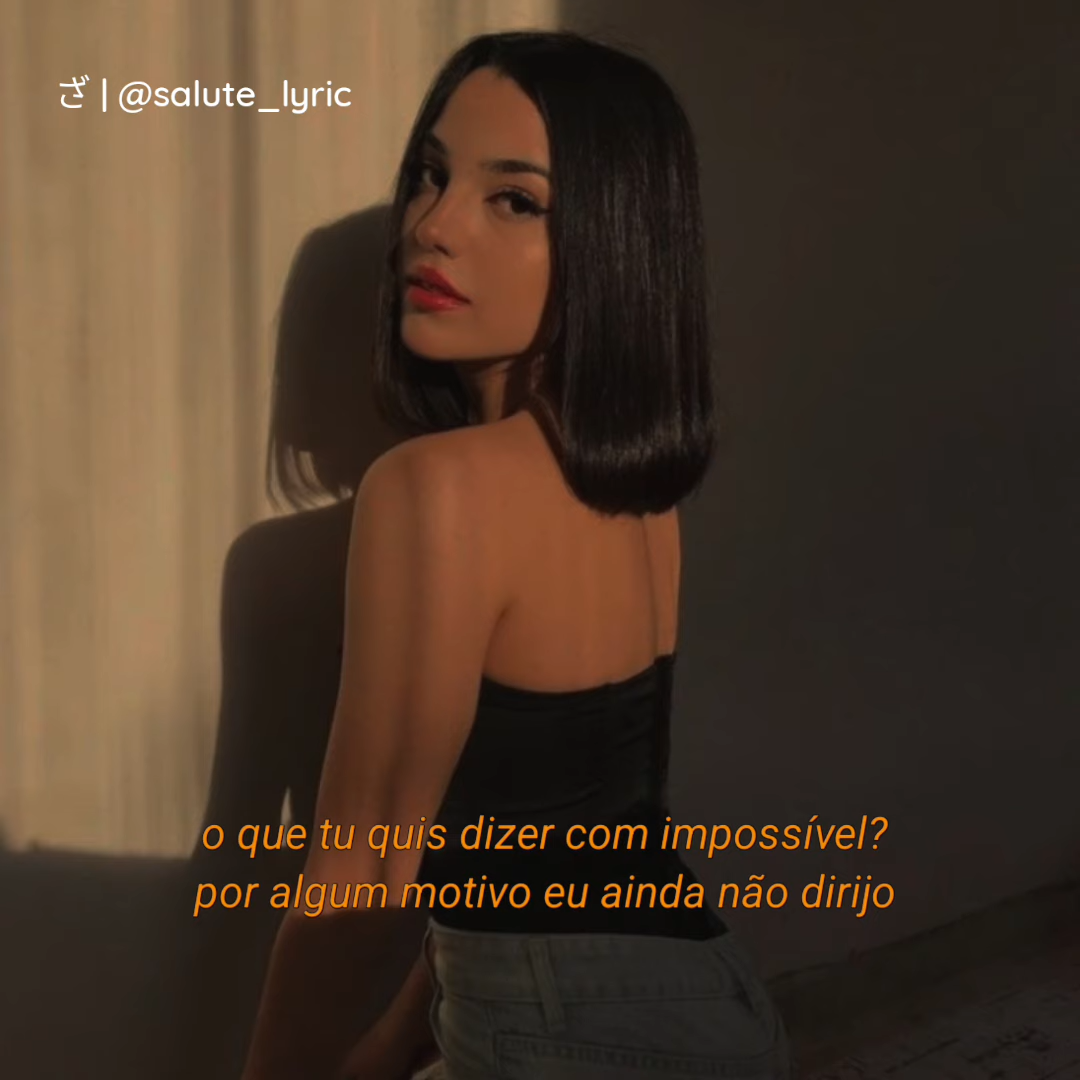 ざ | @salute_lyric
o que tu quis dizer com impossível?
por algum motivo eu ainda não dirijo